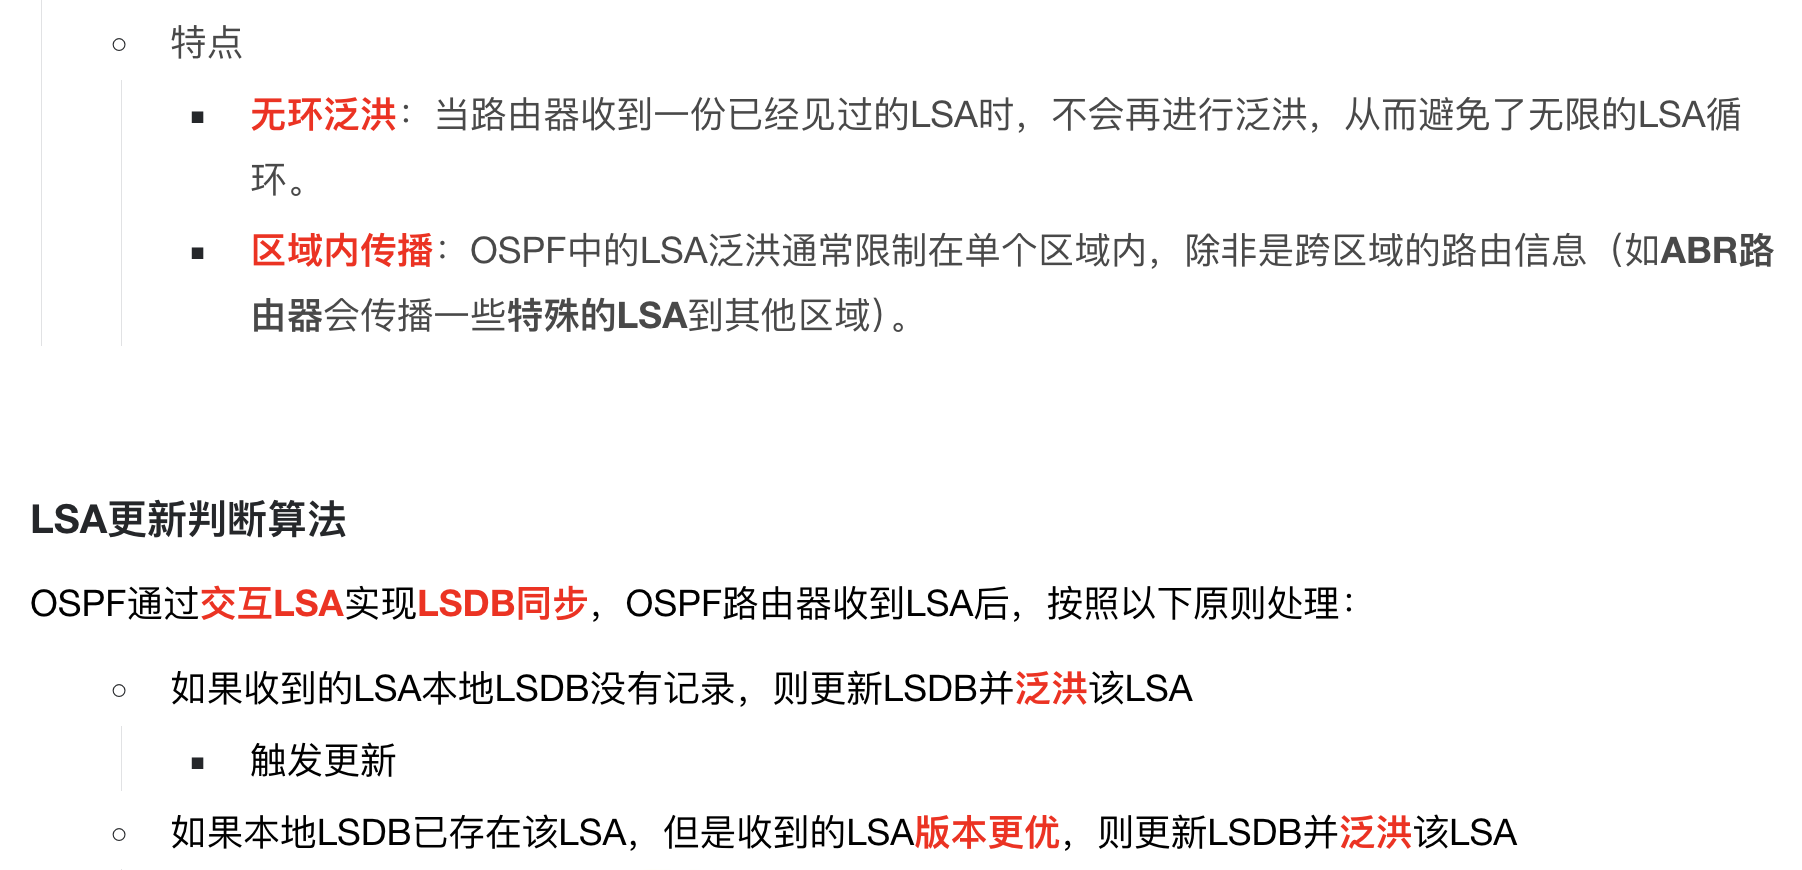 特点
无环泛洪：当路由器收到一份已经见过的LSA时，不会再进行泛洪，从而避免了无限的LSA循
环。
区域内传播：OSPF中的LSA泛洪通常限制在单个区域内，除非是跨区域的路由信息（如ABR路
由器会传播一些特殊的LSA到其他区域）。
LSA更新判断算法
OSPF通过交互LSA实现LSDB同步，OSPF路由器收到LSA后，按照以下原则处理：
如果收到的LSA本地LSDB没有记录，则更新LSDB并泛洪该LSA
触发更新
如果本地LSDB已存在该LSA，但是收到的LSA版本更优，则更新LSDB并泛洪该LSA